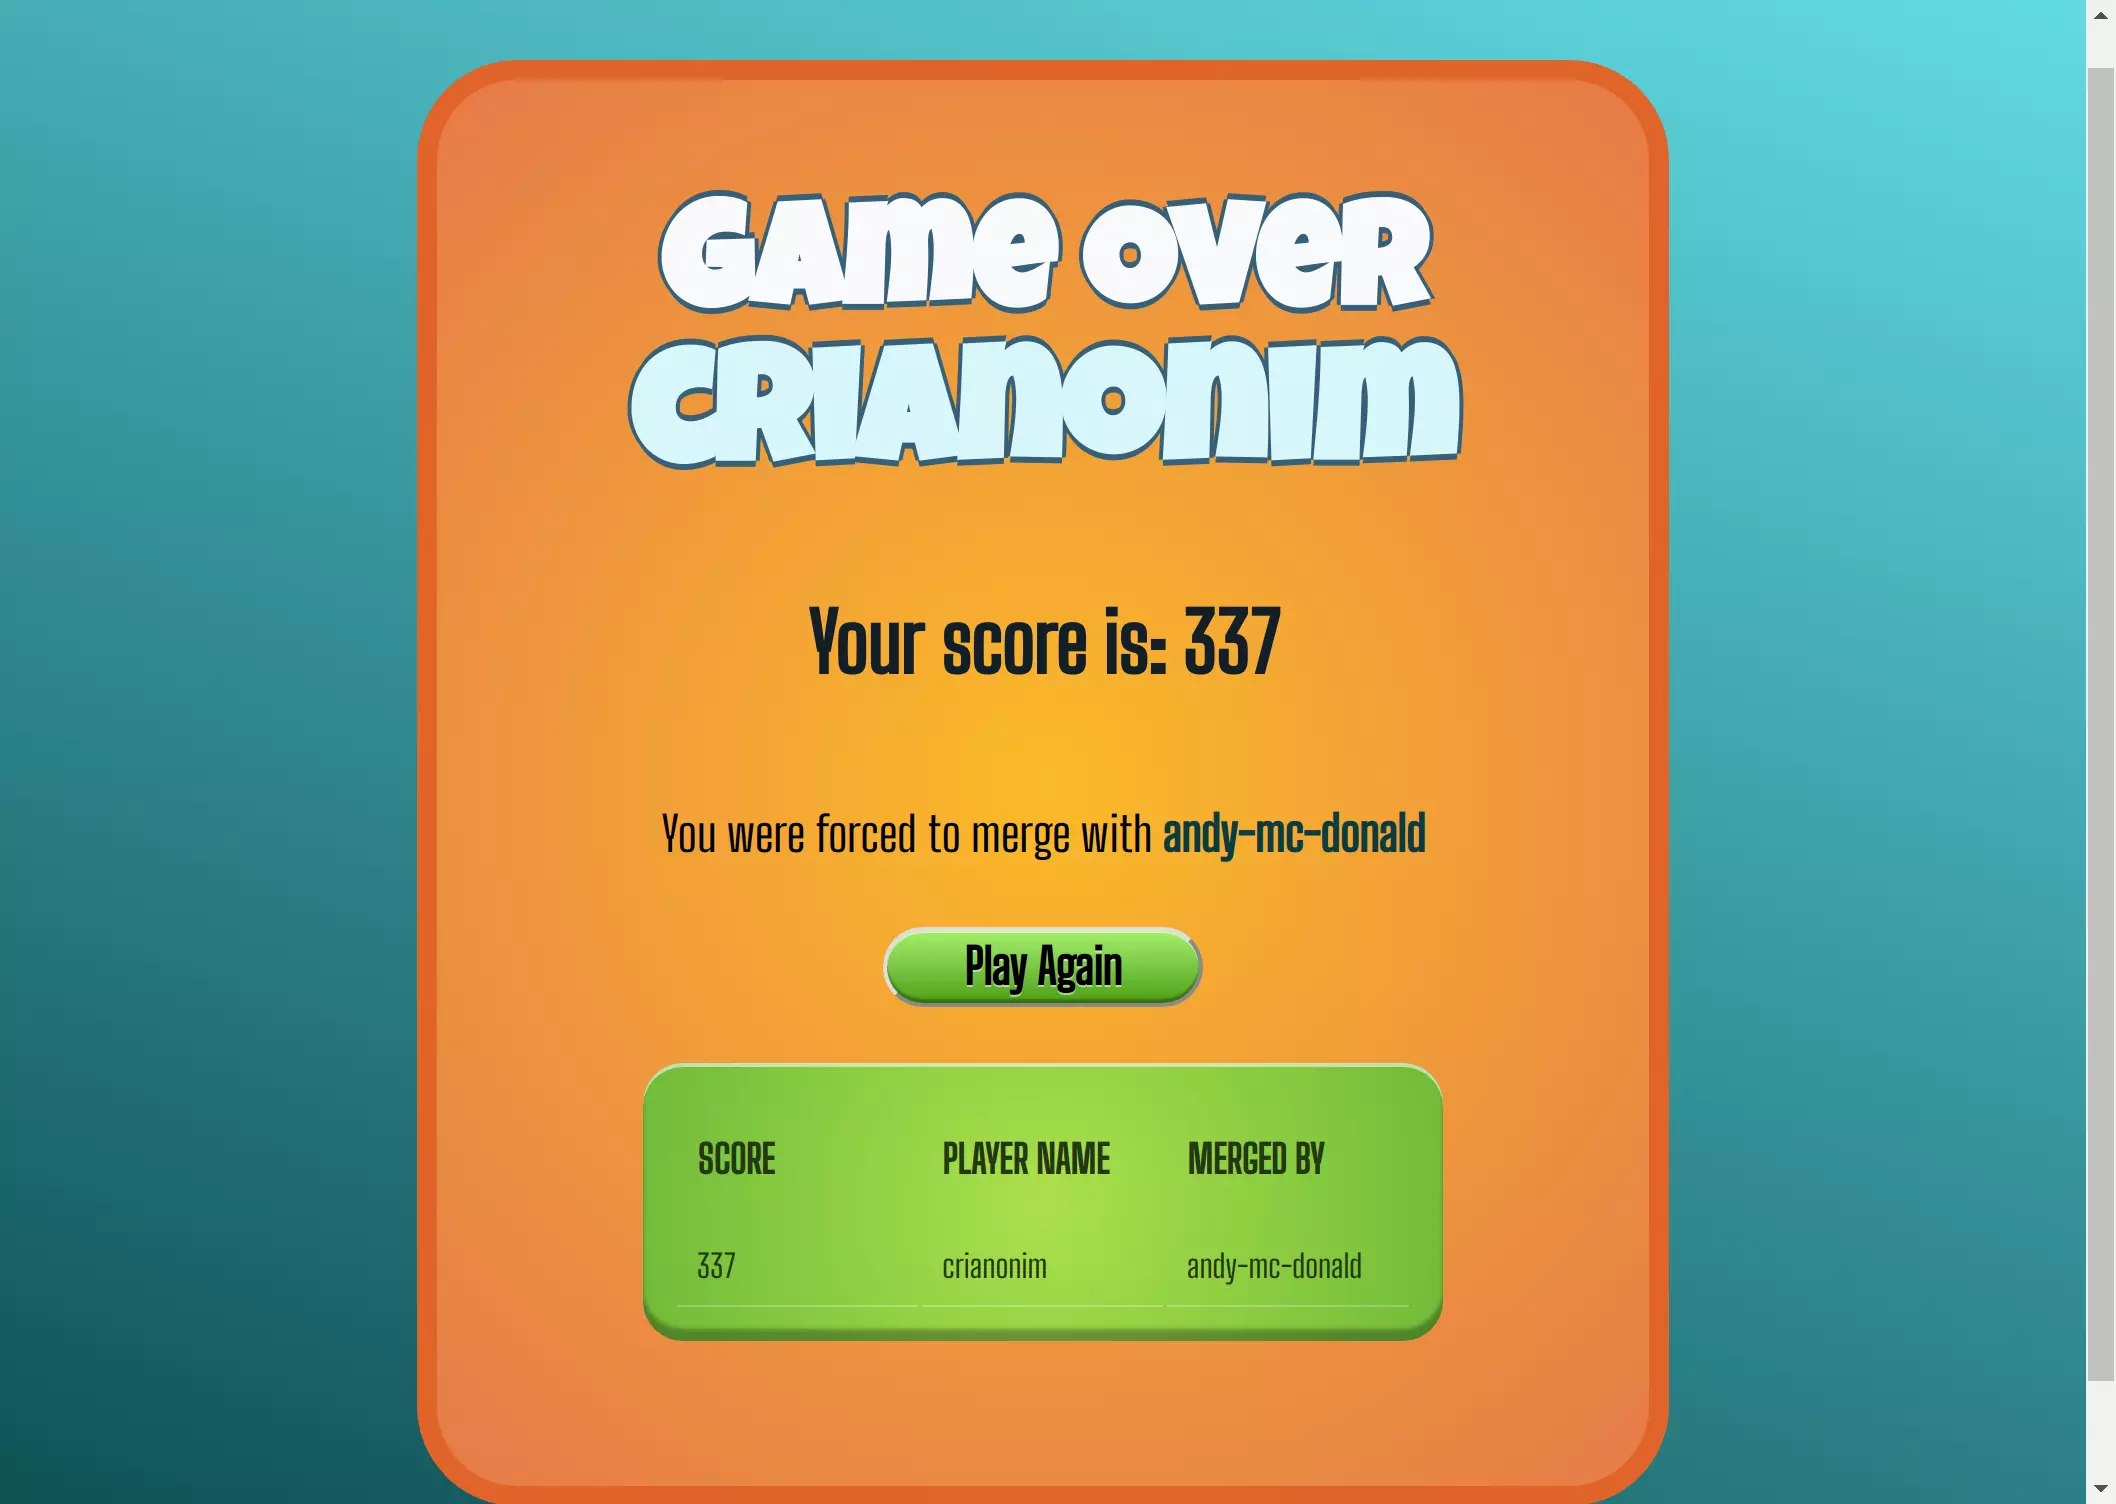 Game Over
Crianonim
Your score is: 337
You were forced to merge with andy-mc-donald
Play Again
SCORE PLAYER NAME MERGED BY
337 crianonim andy-mc-donald